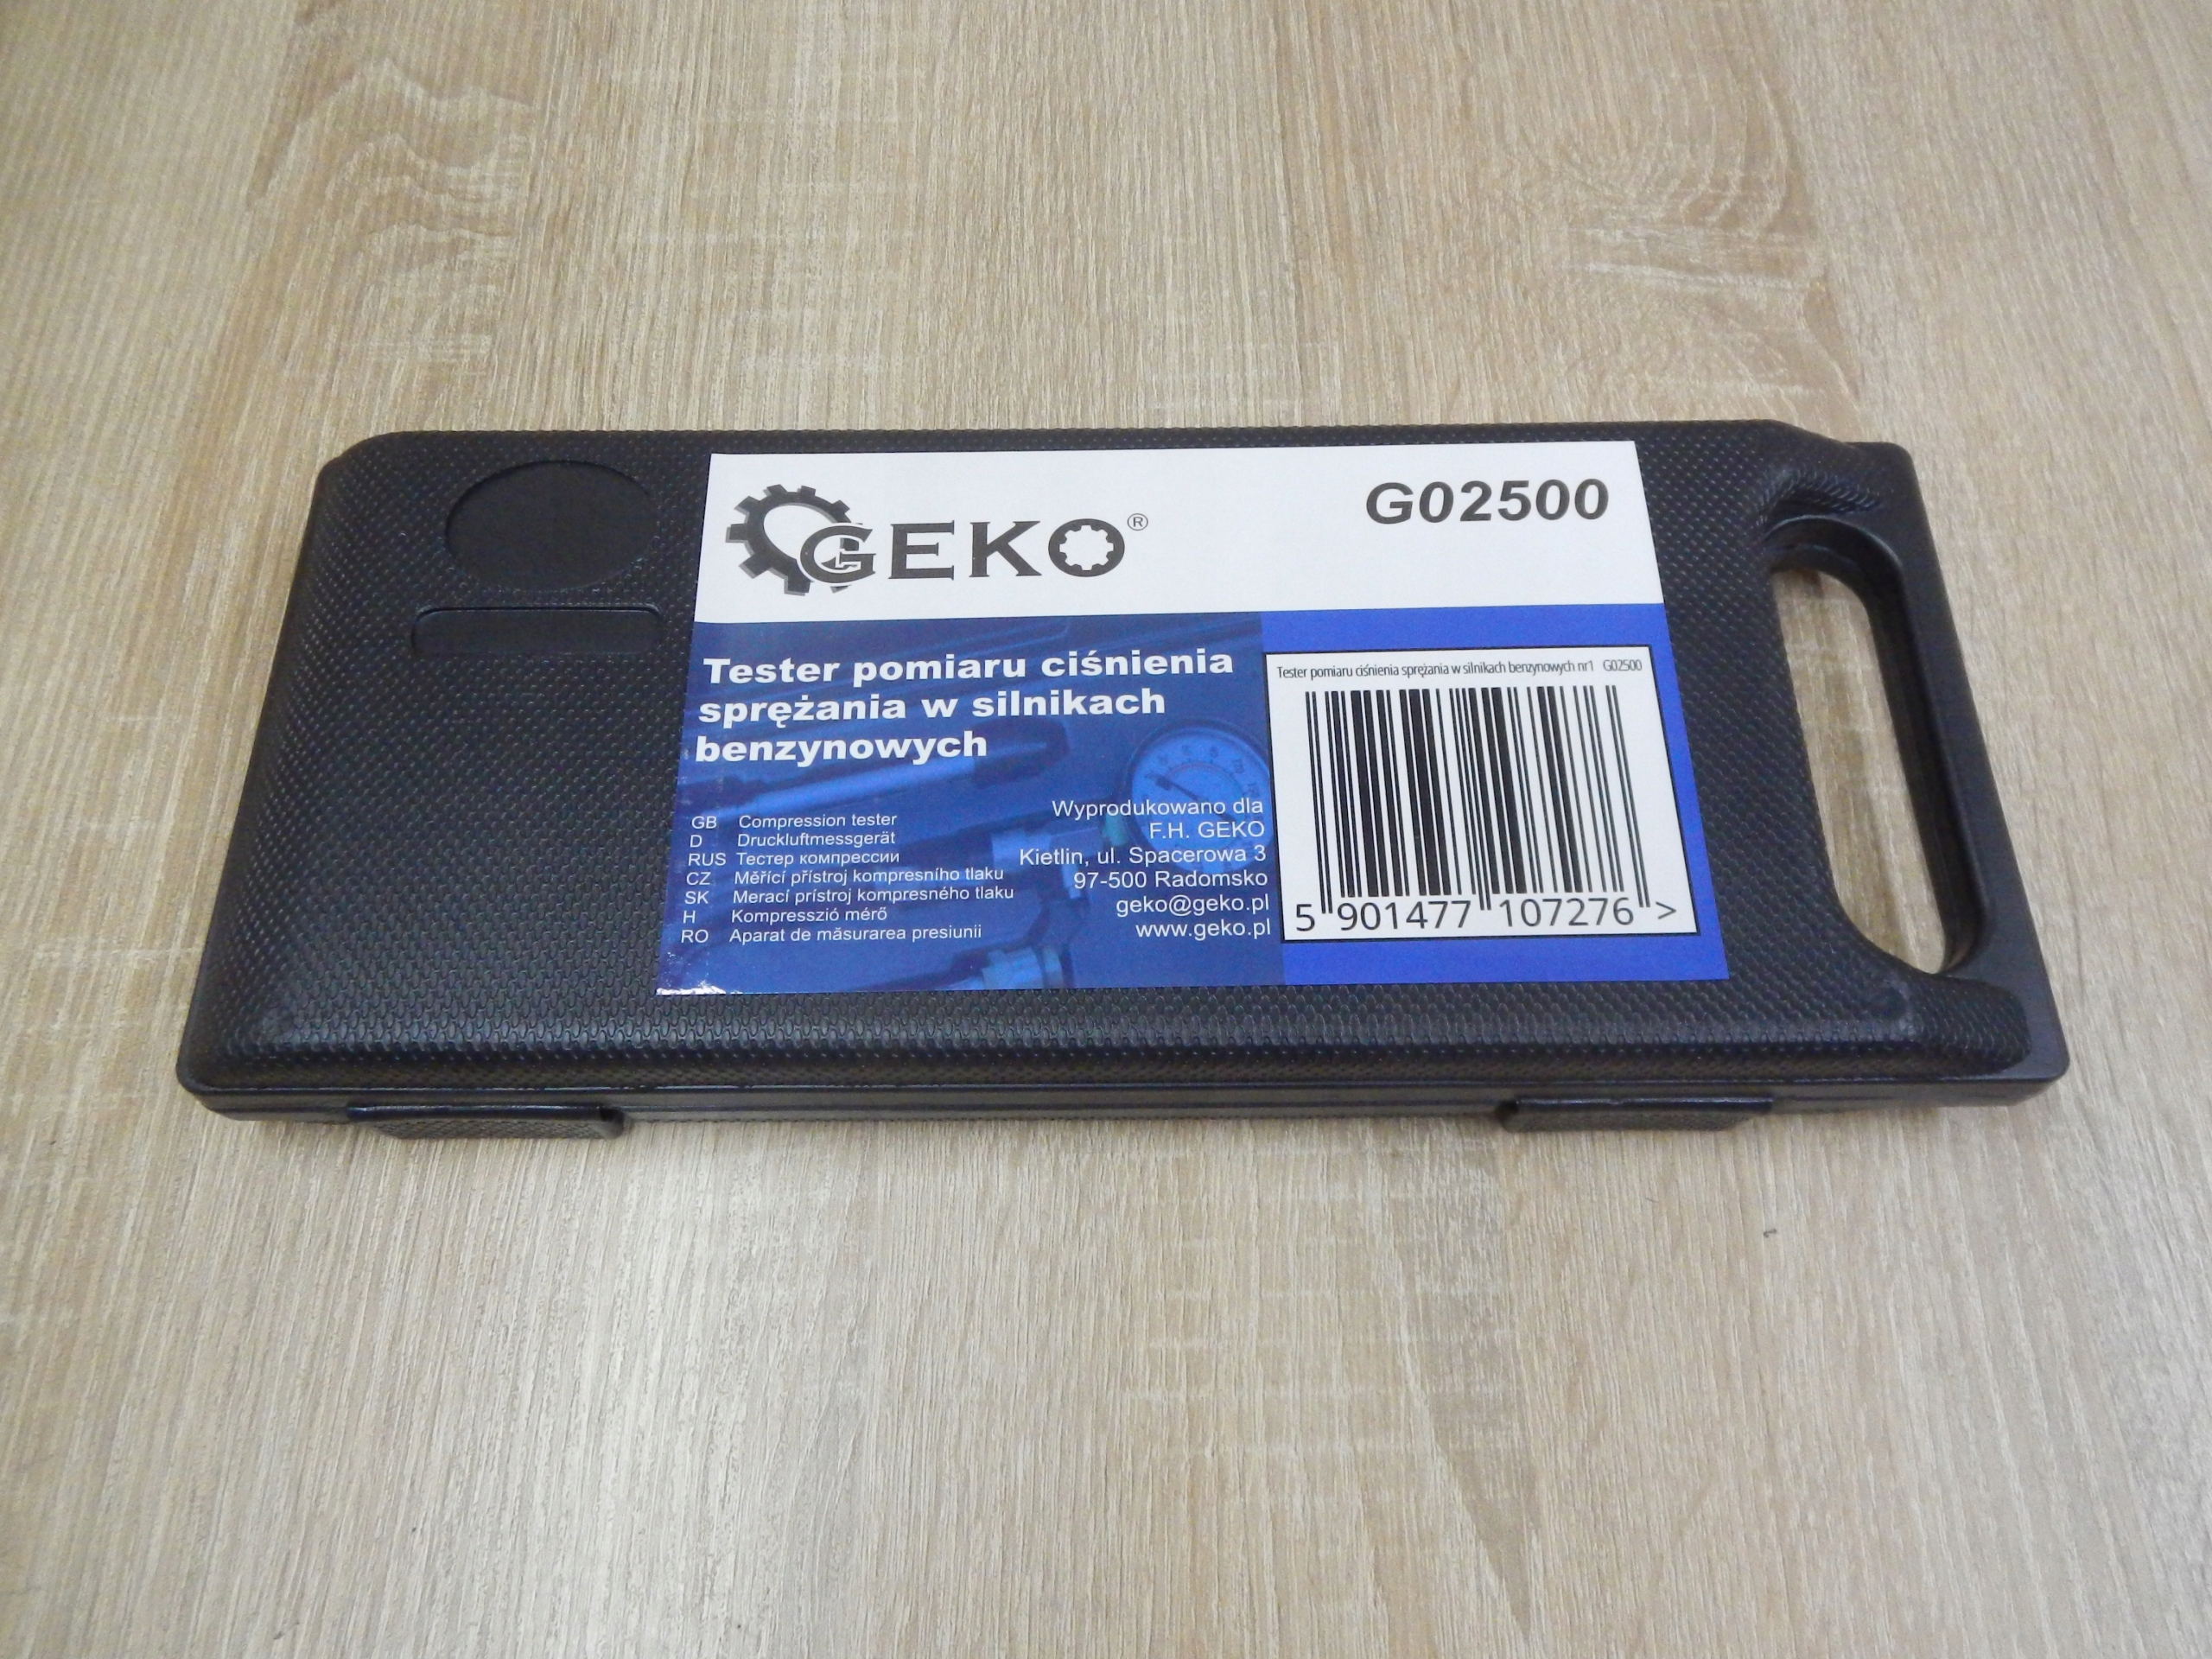 GEKO®
G02500
Tester pomiaru ciśnienia
sprężania w silnikach
benzynowych
GB Compression tester
D Druckluftmessgerät
RUS Тестер компрессии
CZ Měřící přístroj kompresního tlaku
SK Merací prístroj kompresného tlaku
H Kompresszió mérő
RO Aparat de măsurarea presiunii
Wyprodukowano dla
F.H. GEKO
Kietlin, ul. Spacerowa 3
97-500 Radomsko
geko@geko.pl
www.geko.pl
Tester pomiaru ciśnienia sprężania w silnikach benzynowych nr1 G02500
5 901477 107276 >